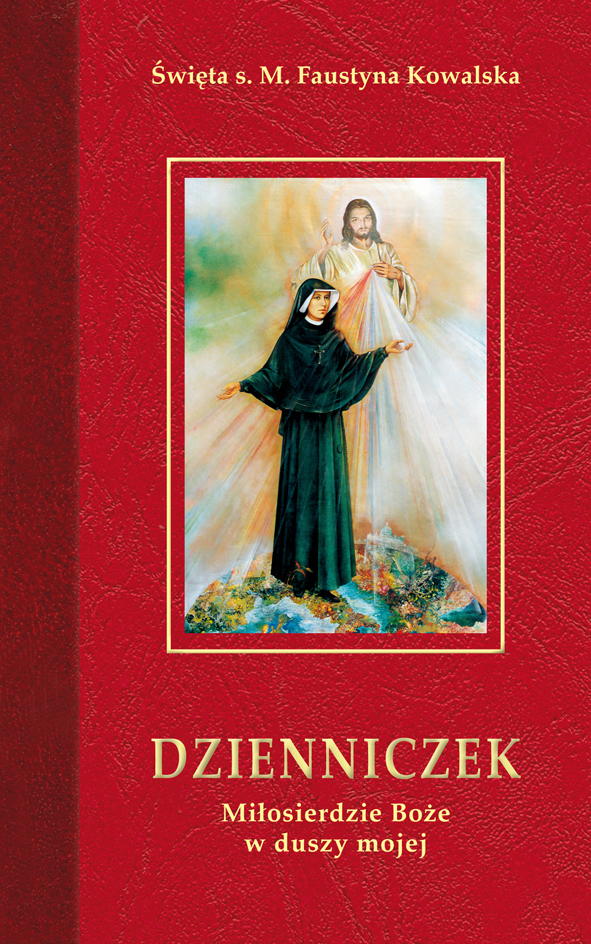 Święta s. M. Faustyna Kowalska
DZIENNICZEK
Miłosierdzie Boże
w duszy mojej